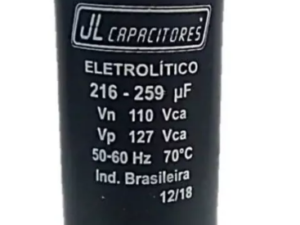 JL CAPACITORES
ELETROLÍTICO
216 - 259 µF
Vn 110 Vca
Vp 127 Vca
50-60 Hz 70°C
Ind. Brasileira
12/18